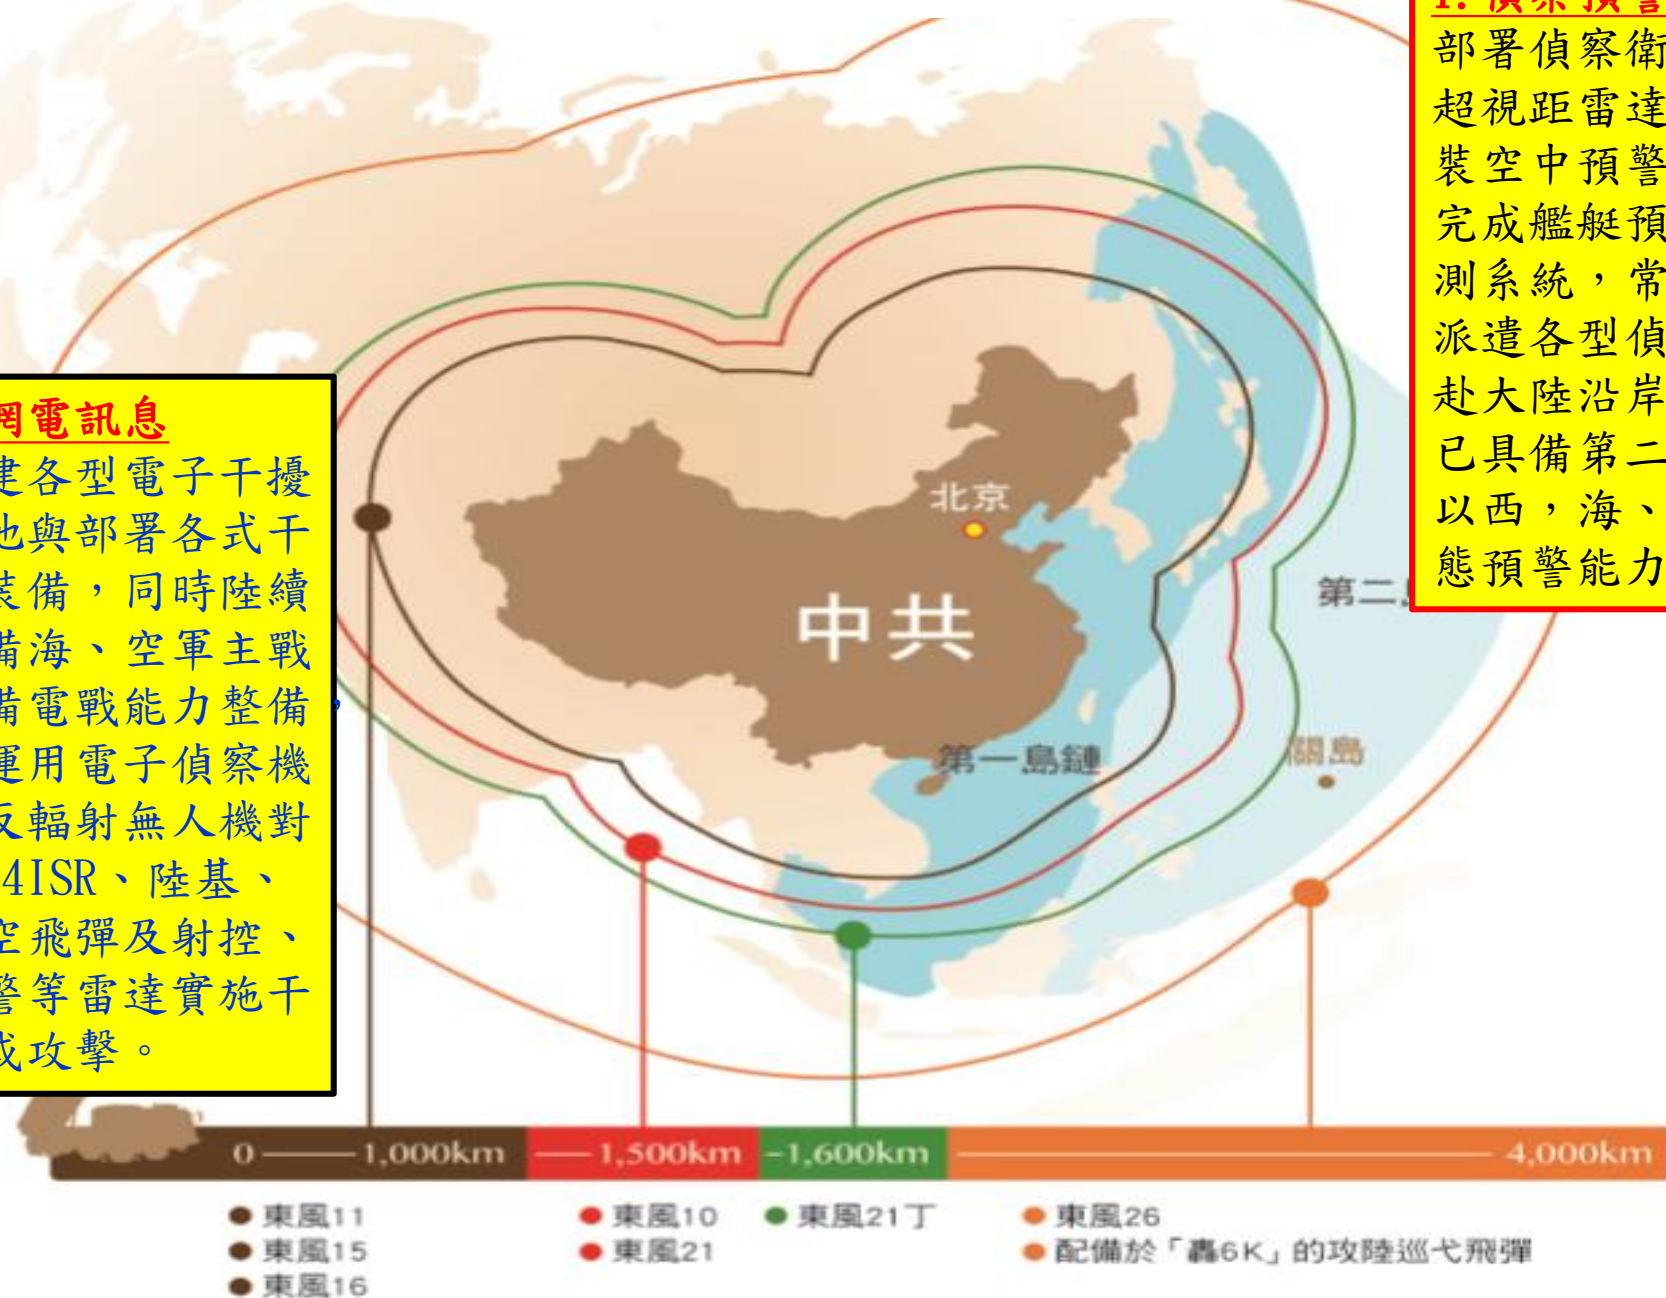 1.偵察預警
部署偵察衛
超視距雷達
裝空中預警
完成艦艇預
測系統，常
派遣各型偵
赴大陸沿岸
已具備第二
以西，海、
態預警能力
網電訊息
建各型電子干擾
地與部署各式干
裝備，同時陸續
備海、空軍主戰
備電戰能力整備，
運用電子偵察機
反輻射無人機對
4ISR、陸基、
空飛彈及射控、
警等雷達實施干
或攻擊。
北京
中共
第二
第一島鏈
關島
0 1,000km 1,500km 1,600km 4,000km
東風11
東風15
東風16
東風10
東風21
東風21丁
東風26
配備於「轟6K」的攻陸巡弋飛彈